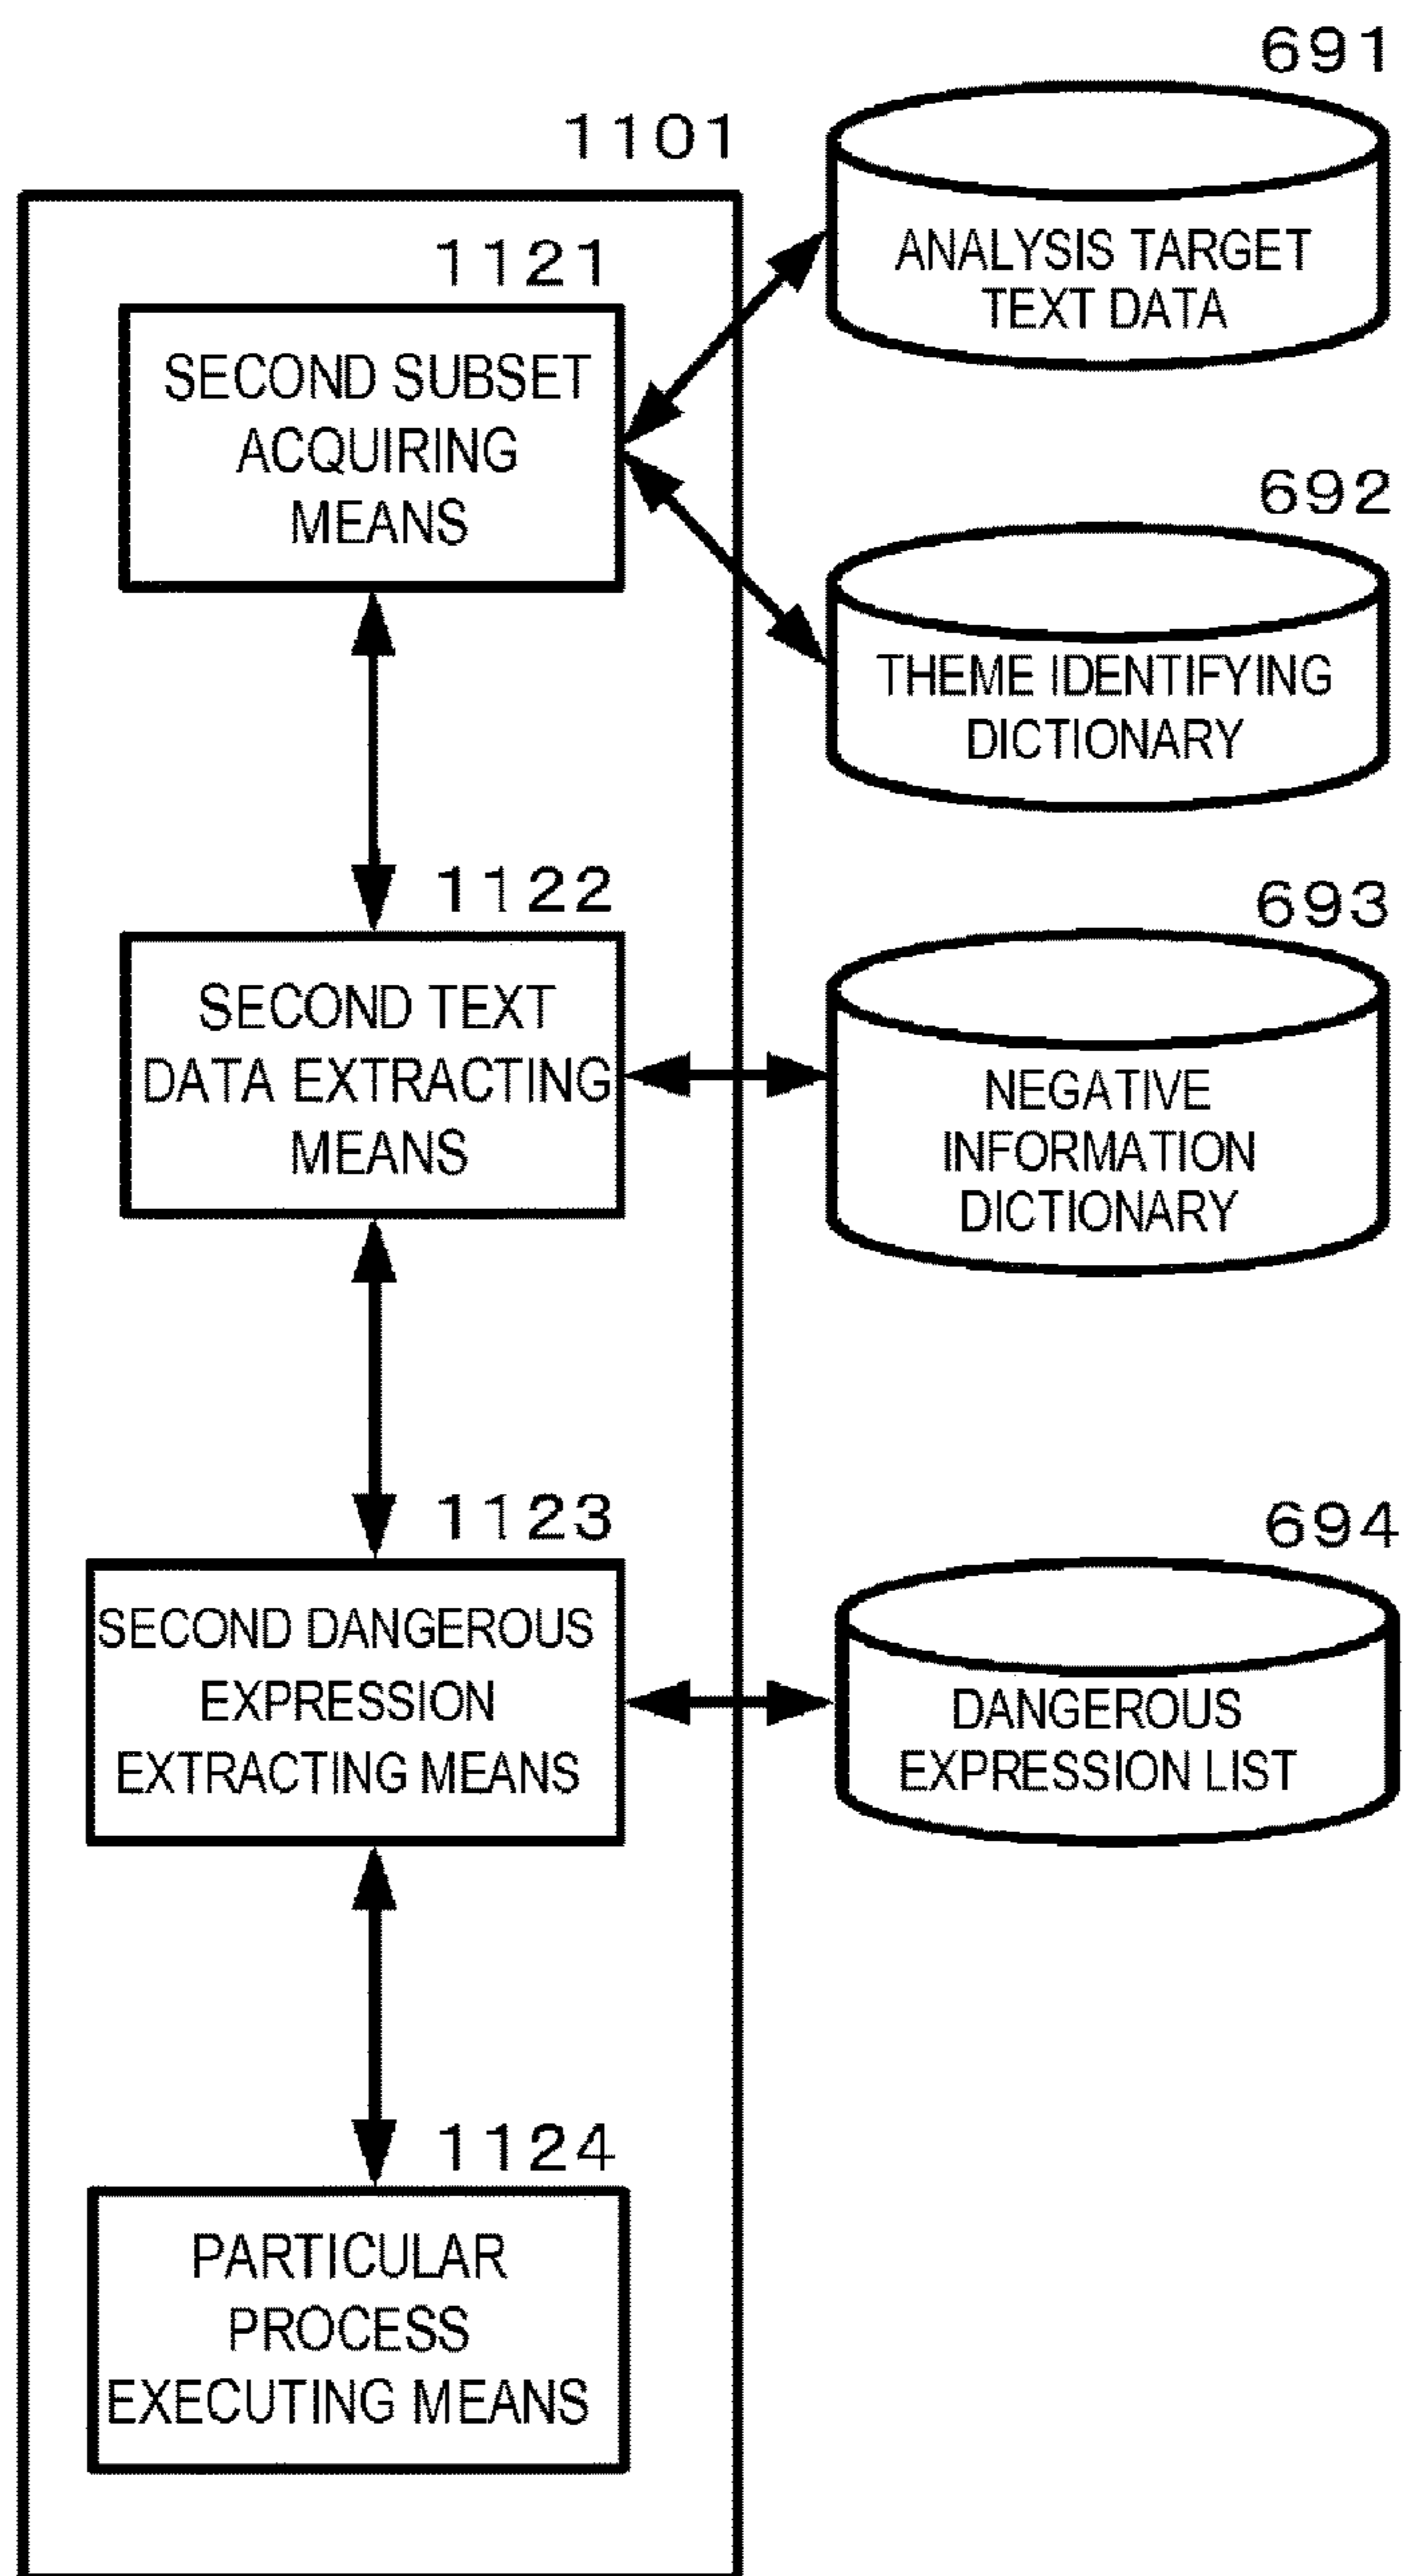 691
1101
ANALYSIS TARGET
TEXT DATA
1121
SECOND SUBSET
ACQUIRING
MEANS
692
THEME IDENTIFYING
DICTIONARY
1122
SECOND TEXT
DATA EXTRACTING
MEANS
693
NEGATIVE
INFORMATION
DICTIONARY
1123
SECOND DANGEROUS
EXPRESSION
EXTRACTING MEANS
694
DANGEROUS
EXPRESSION LIST
1124
PARTICULAR
PROCESS
EXECUTING MEANS